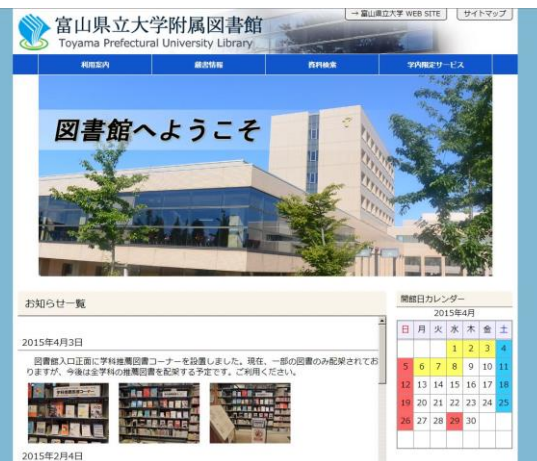 富山県立大学附属図書館
Toyama Prefectural University Library
→ 富山県立大学 WEB SITE
サイトマップ
利用案内 蔵書情報 資料検索 学内限定サービス
図書館へようこそ
お知らせ一覧
2015年4月3日
図書館入口正面に学科推薦図書コーナーを設置しました。現在、一部の図書のみ配架されてお
りますが、今後は全学科の推薦図書を配架する予定です。ご利用ください。
2015年2月4日
開館日カレンダー
2015年4月
日 月 火 水 木 金 土
1 2 3 4
5 6 7 8 9 10 11
12 13 14 15 16 17 18
19 20 21 22 23 24 25
26 27 28 29 30